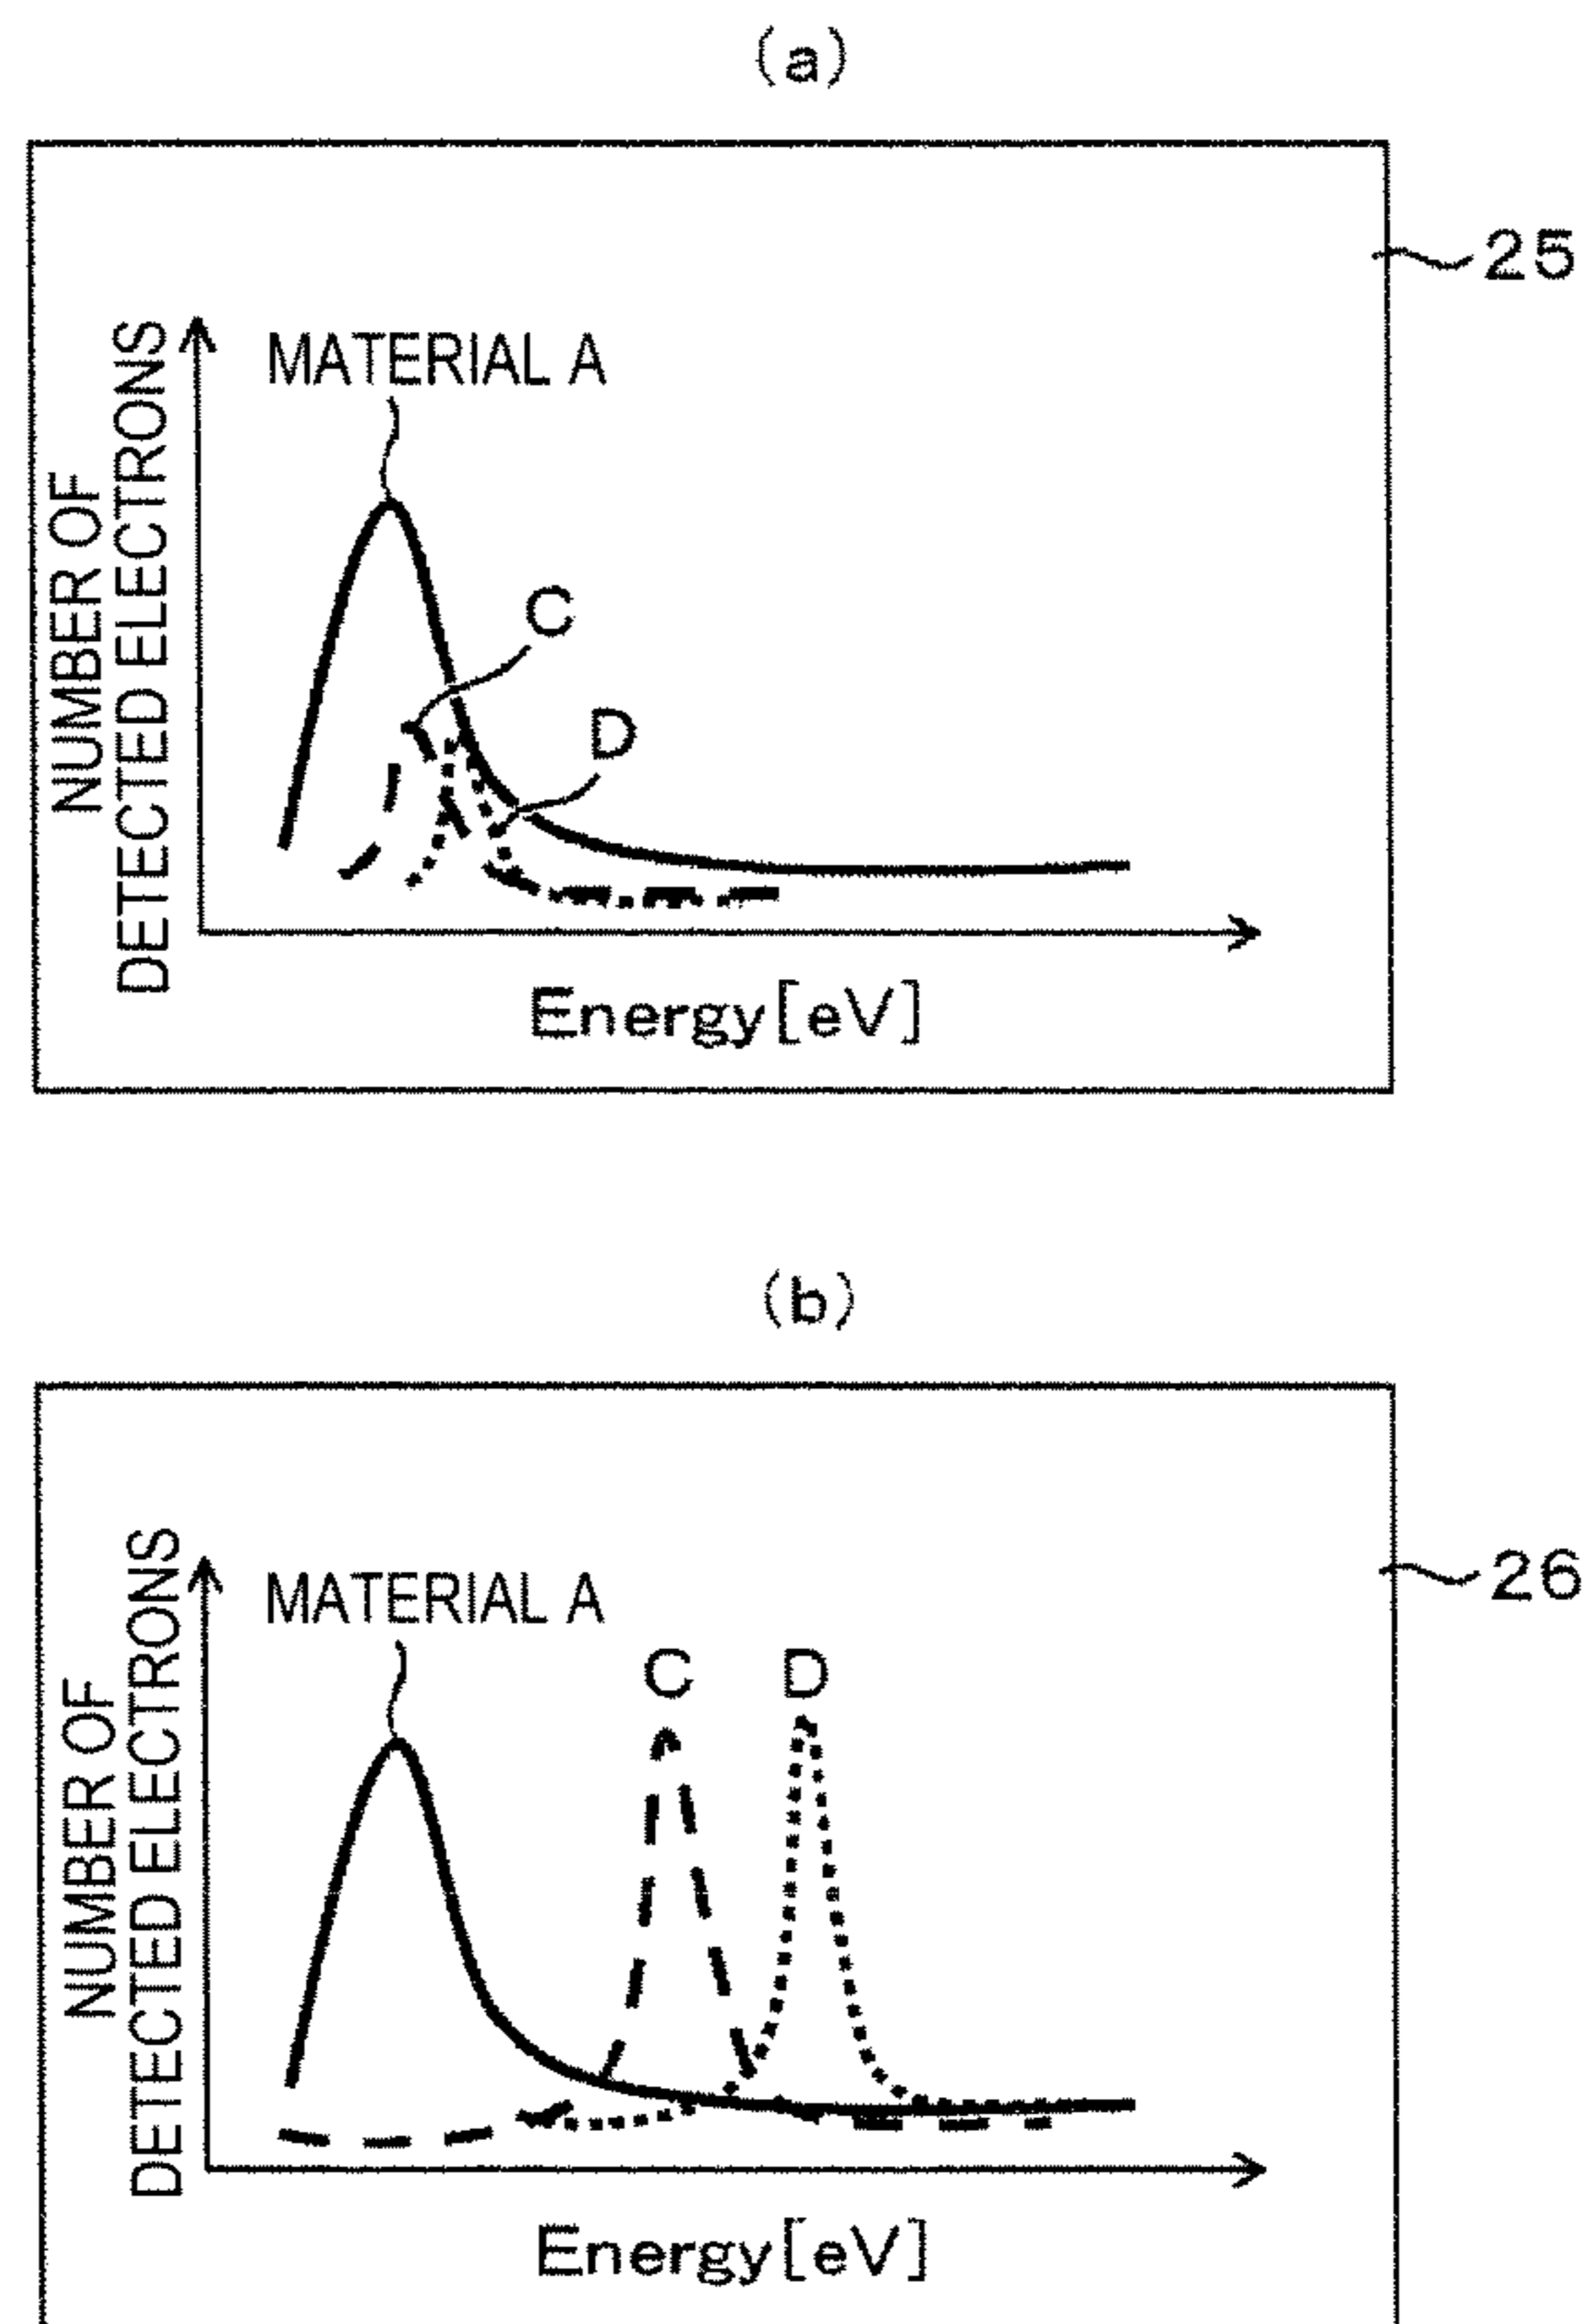 (a)
25
NUMBER OF
DETECTED ELECTRONS
MATERIAL A
C
D
Energy[eV]
(b)
26
NUMBER OF
DETECTED ELECTRONS
MATERIAL A
C
D
Energy[eV]